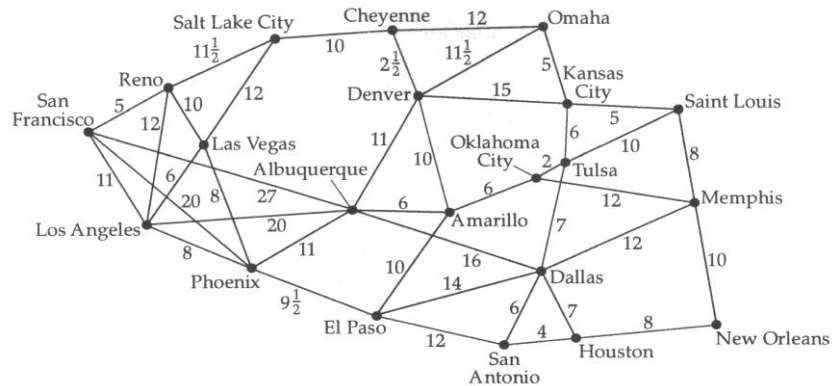 Cheyenne
12
Omaha
Salt Lake City
11½
10
2½
11½
5
Kansas
City
Reno
Denver
15
San
Francisco
5
10
12
12
5
Saint Louis
Las Vegas
11
Oklahoma
City
6
10
8
Albuquerque
10
2
Tulsa
11
6
8
27
6
6
12
Memphis
20
20
Amarillo
7
Los Angeles
11
16
12
8
10
14
Dallas
10
Phoenix
9½
6
7
El Paso
12
4
8
San
Antonio
Houston
New Orleans